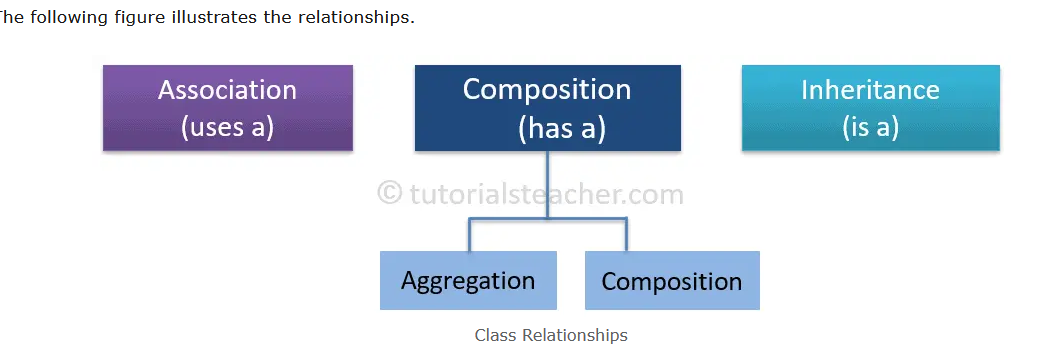 The following figure illustrates the relationships.
Association
(uses a)
Composition
(has a)
Inheritance
(is a)
© tutorialsteacher.com
Aggregation
Composition
Class Relationships